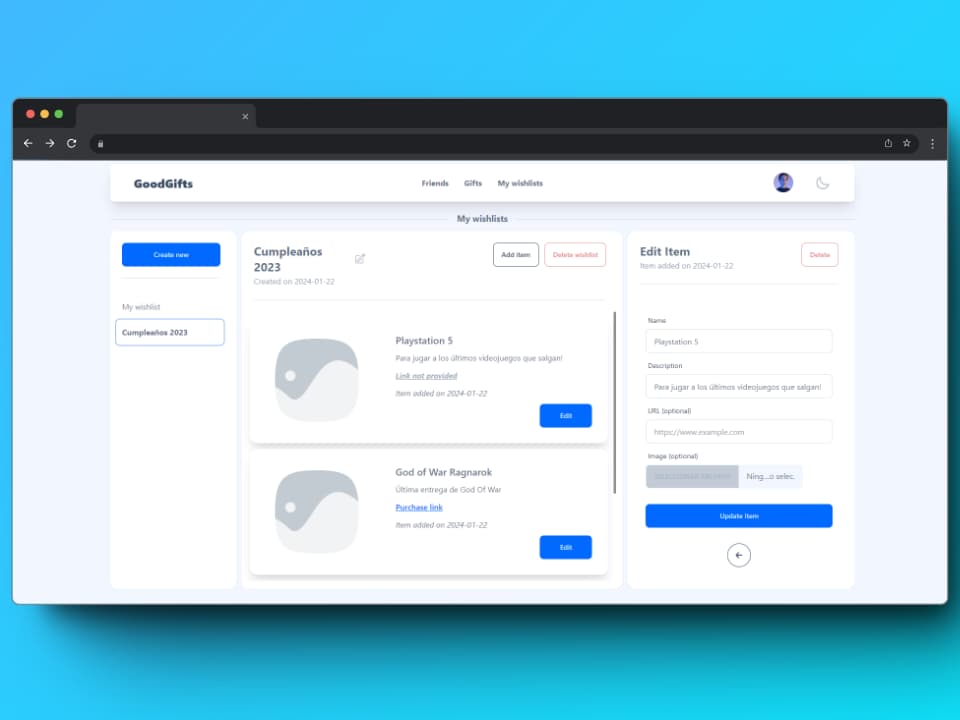 GoodGifts
Friends
Gifts
My wishlists
My wishlists
Create new
My wishlist
Cumpleaños 2023
Cumpleaños
2023
Created on 2024-01-22
Add item
Delete wishlist
Playstation 5
Para jugar a los últimos videojuegos que salgan!
Link not provided
Item added on 2024-01-22
Edit
God of War Ragnarok
Última entrega de God Of War
Purchase link
Item added on 2024-01-22
Edit
Edit Item
Item added on 2024-01-22
Delete
Name
Playstation 5
Description
Para jugar a los últimos videojuegos que salgan!
URL (optional)
https://www.example.com
Image (optional)
SELECCIONAR ARCHIVO
Ning...o selec.
Update item